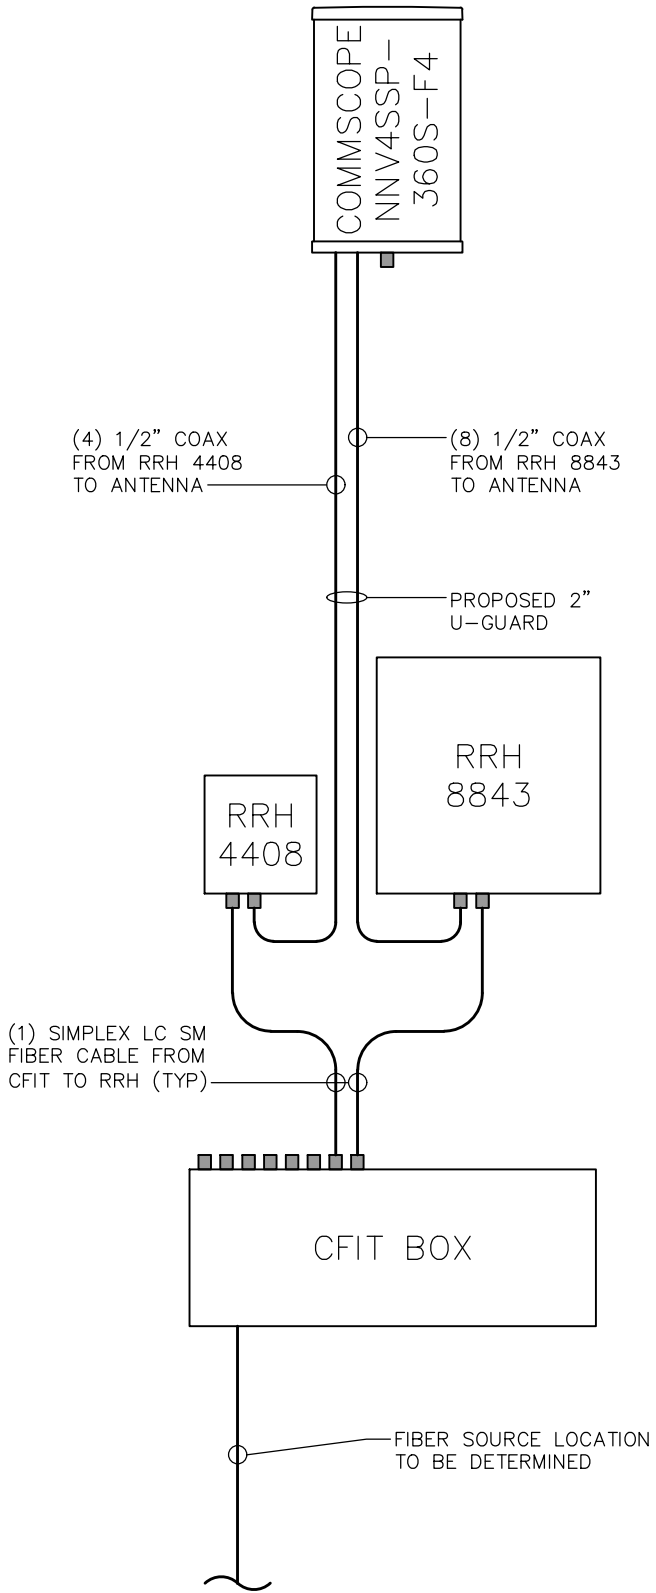 COMMSCOPE
NNV4SSP-
360S-F4
(4) 1/2" COAX
FROM RRH 4408
TO ANTENNA
(8) 1/2" COAX
FROM RRH 8843
TO ANTENNA
PROPOSED 2"
U-GUARD
RRH
8843
RRH
4408
(1) SIMPLEX LC SM
FIBER CABLE FROM
CFIT TO RRH (TYP)
CFIT BOX
FIBER SOURCE LOCATION
TO BE DETERMINED